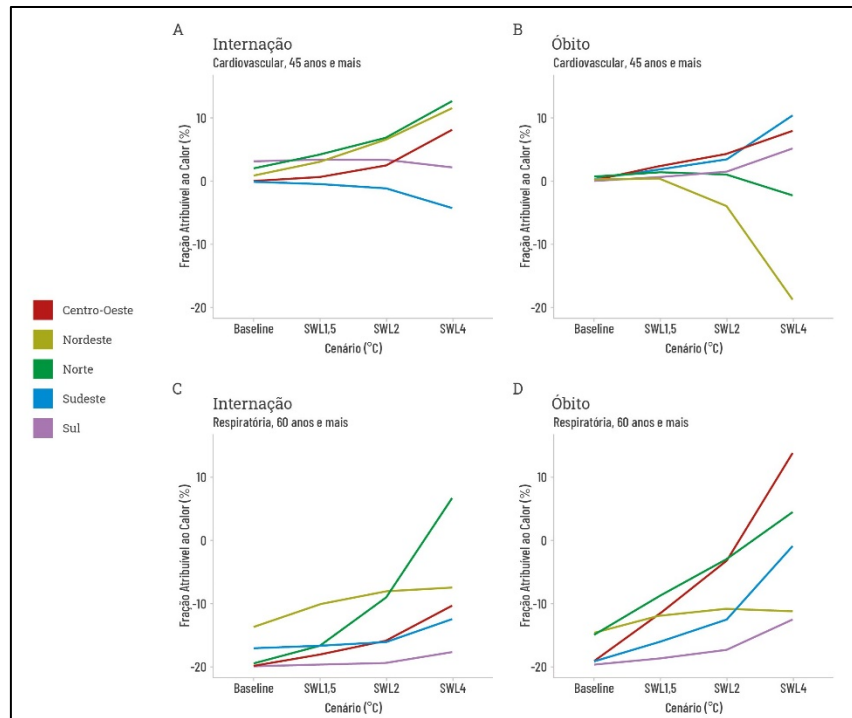 A
Internação
Cardiovascular, 45 anos e mais
Fração Atribuível ao Calor (%)
10
0
-10
-20
Baseline SWL1,5 SWL2 SWL4
Cenário (°C)
B
Óbito
Cardiovascular, 45 anos e mais
Fração Atribuível ao Calor (%)
10
0
-10
-20
Baseline SWL1,5 SWL2 SWL4
Cenário (°C)
Centro-Oeste
Nordeste
Norte
Sudeste
Sul
C
Internação
Respiratória, 60 anos e mais
Fração Atribuível ao Calor (%)
10
0
-10
-20
Baseline SWL1,5 SWL2 SWL4
Cenário (°C)
D
Óbito
Respiratória, 60 anos e mais
Fração Atribuível ao Calor (%)
10
0
-10
-20
Baseline SWL1,5 SWL2 SWL4
Cenário (°C)